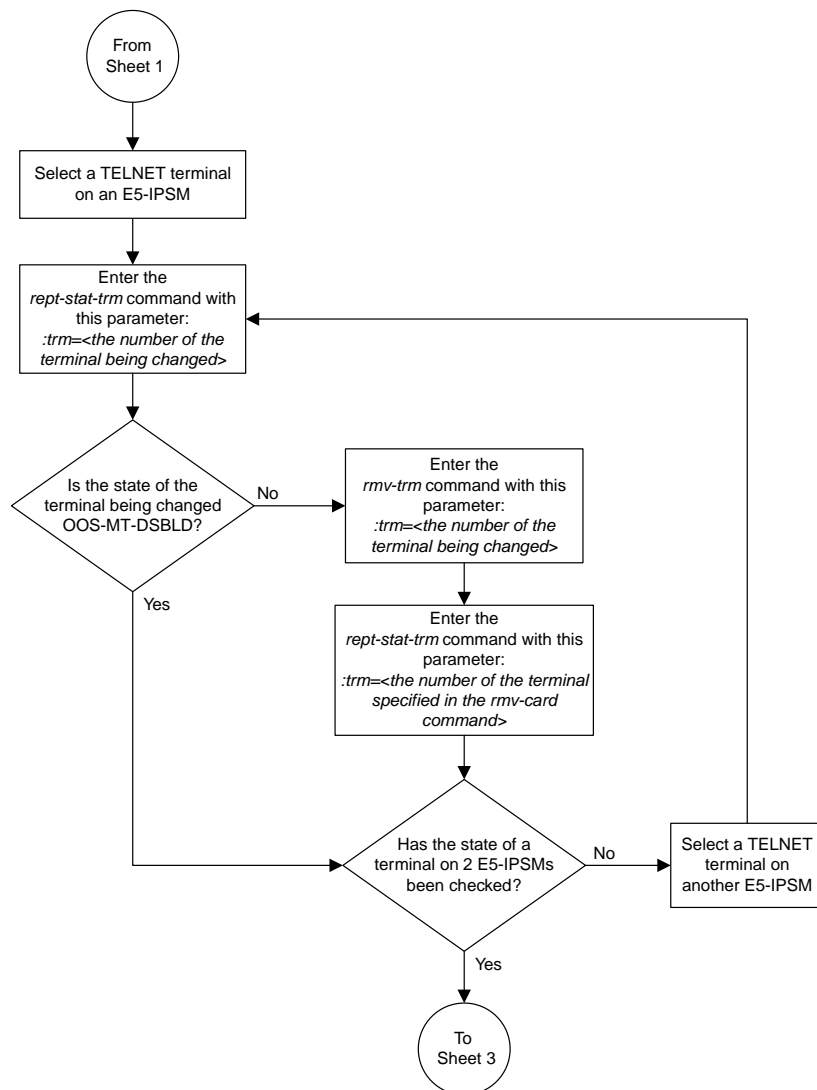 From
Sheet 1
Select a TELNET terminal
on an E5-IPSM
Enter the
rept-stat-trm command with
this parameter:
:trm=<the number of the
terminal being changed>
Is the state of the
terminal being changed
OOS-MT-DSBLD?
No
Yes
Enter the
rmv-trm command with this
parameter:
:trm=<the number of the
terminal being changed>
Enter the
rept-stat-trm command with this
parameter:
:trm=<the number of the terminal
specified in the rmv-card
command>
Has the state of a
terminal on 2 E5-IPSMs
been checked?
No
Select a TELNET
terminal on
another E5-IPSM
Yes
To
Sheet 3